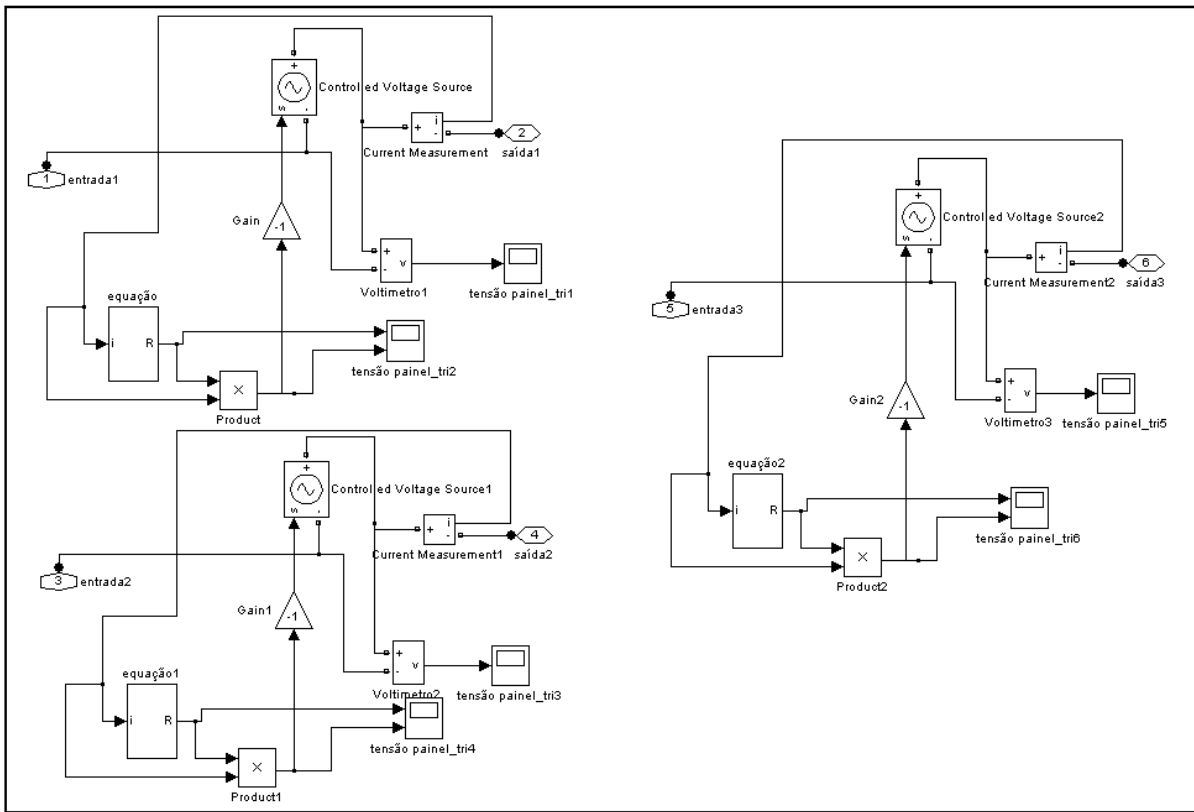 +
Controlled Voltage Source
s
-
+
i
-
2
Current Measurement
saída1
1
entrada1
Gain
-1
+
-
v
Voltimetro1
tensão painel_tri1
equação
i
R
tensão painel_tri2
×
Product
+
Controlled Voltage Source1
s
-
+
i
-
4
Current Measurement1
saída2
3
entrada2
Gain1
-1
+
-
v
Voltimetro2
tensão painel_tri3
equação1
i
R
tensão painel_tri4
×
Product1
+
Controlled Voltage Source2
s
-
+
i
-
6
Current Measurement2
saída3
5
entrada3
Gain2
-1
+
-
v
Voltimetro3
tensão painel_tri5
equação2
i
R
tensão painel_tri6
×
Product2